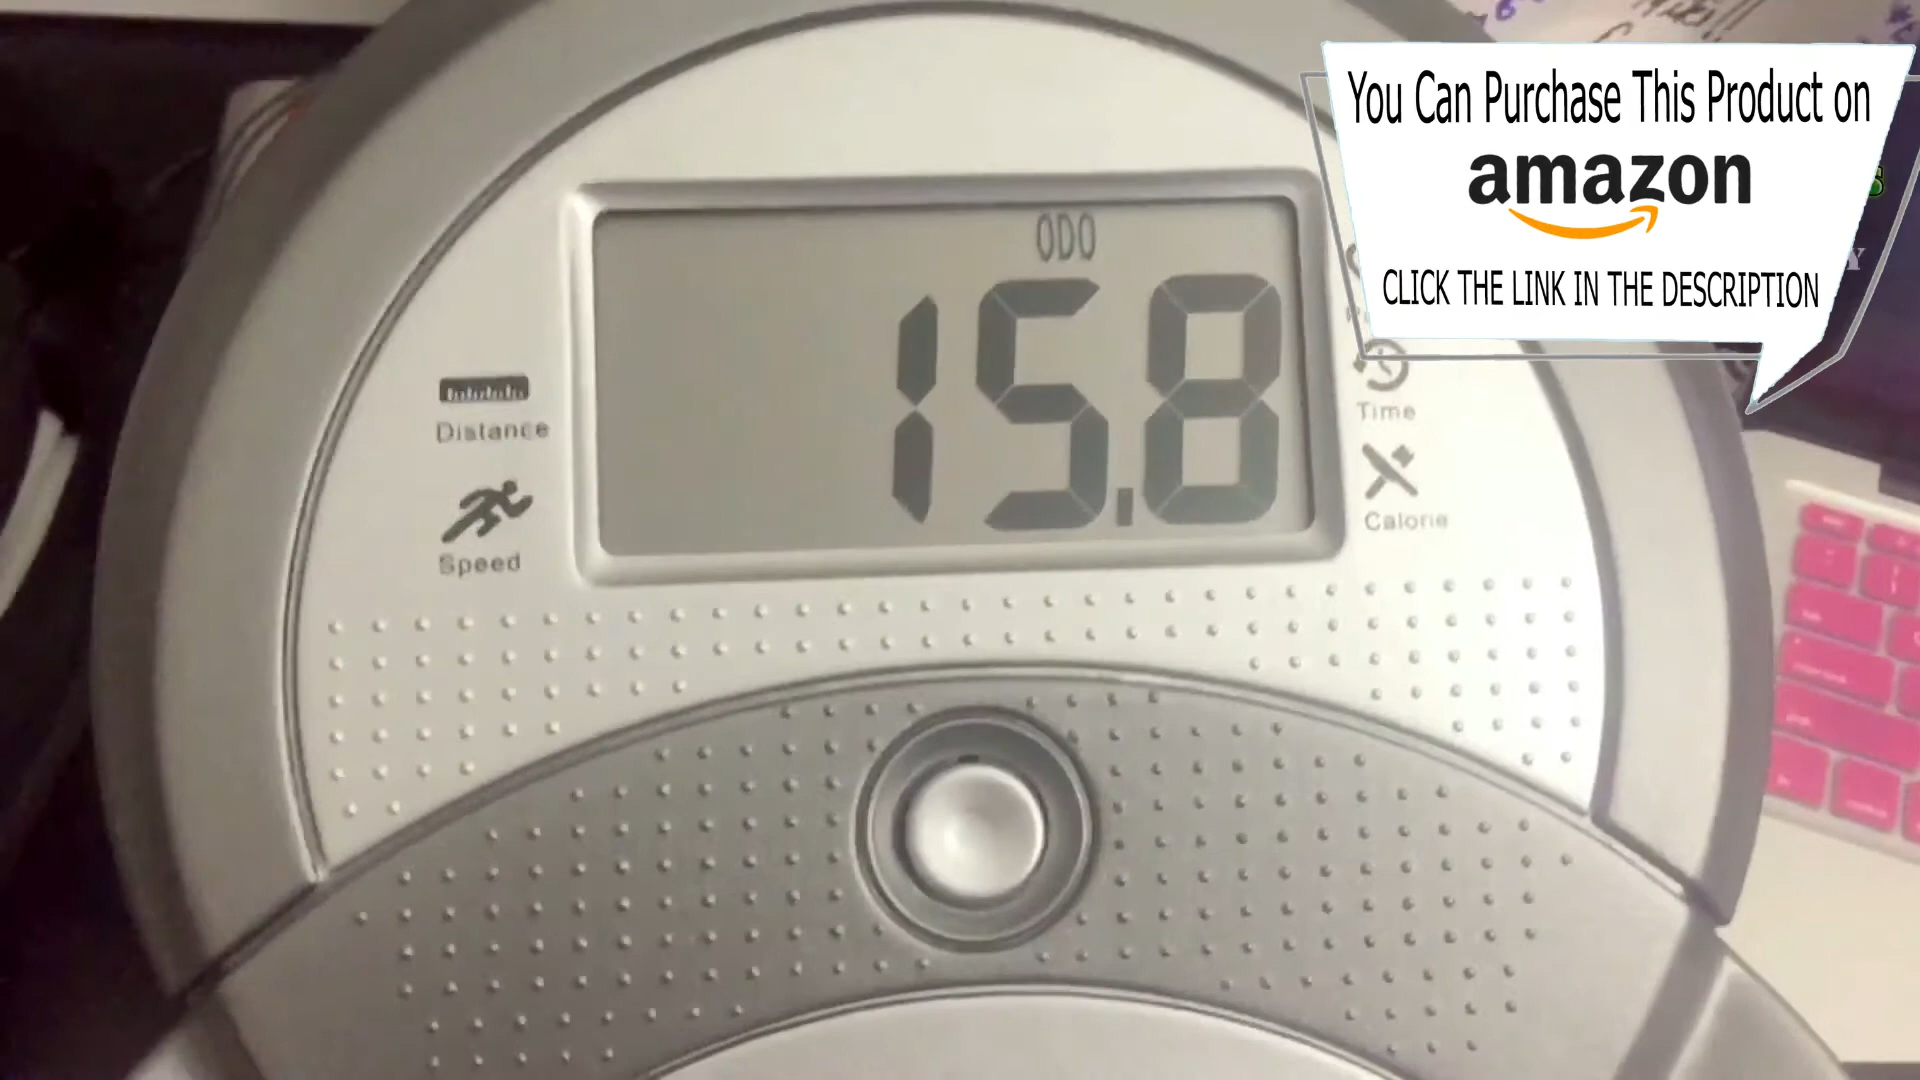 You Can Purchase This Product on
amazon
CLICK THE LINK IN THE DESCRIPTION
ODO
15.8
Distance
Speed
Time
Calorie